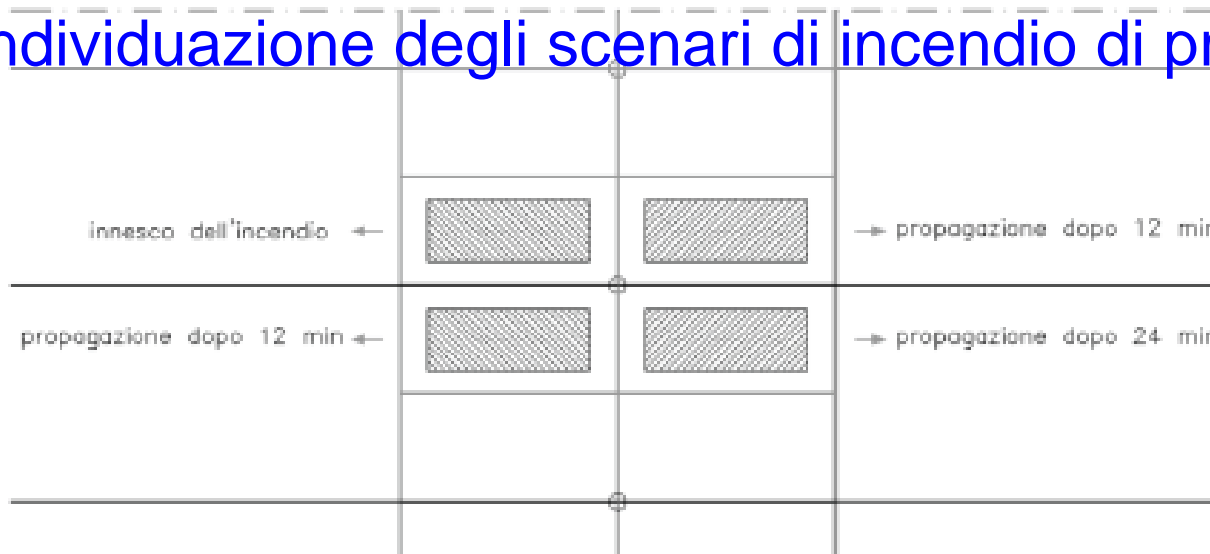 ndividuazione degli scenari di incendio di pr
innesco dell'incendio
propagazione dopo 12 min
propagazione dopo 12 min
propagazione dopo 24 min